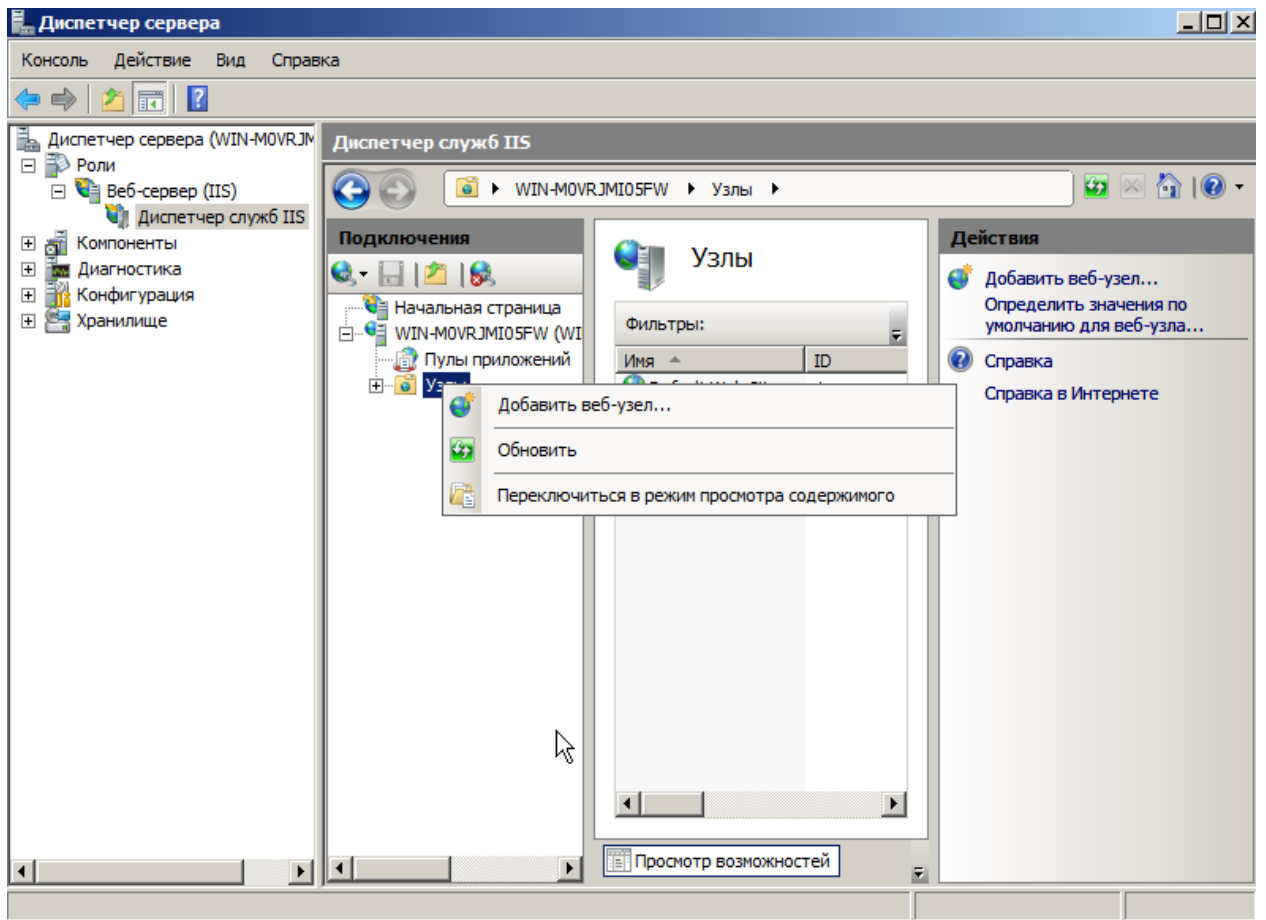 Диспетчер сервера
Консоль Действие Вид Справка
Диспетчер сервера (WIN-M0VRJM
Роли
Веб-сервер (IIS)
Диспетчер служб IIS
Компоненты
Диагностика
Конфигурация
Хранилище
Диспетчер служб IIS
WIN-M0VRJMI05FW Узлы
Подключения
Начальная страница
WIN-M0VRJMI05FW (WI
Пулы приложений
Добавить веб-узел...
Обновить
Переключиться в режим просмотра содержимого
Узлы
Фильтры:
Имя ID
Просмотр возможностей
Действия
Добавить веб-узел...
Определить значения по
умолчанию для веб-узла...
Справка
Справка в Интернете